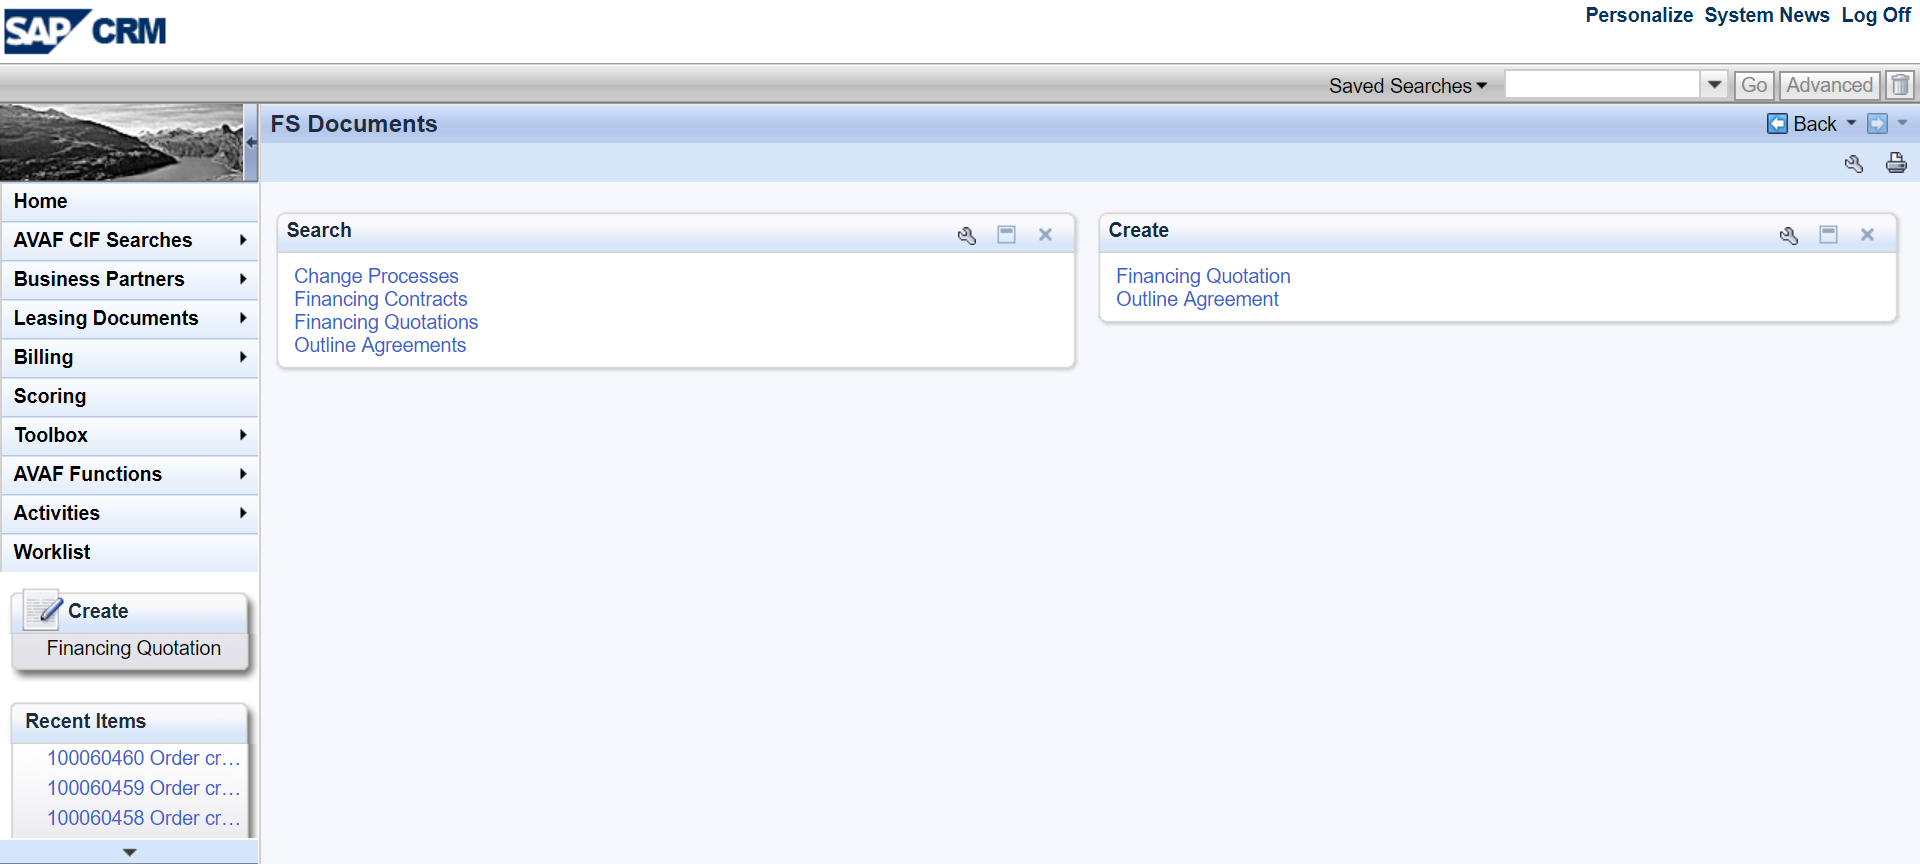 SAP CRM
Personalize System News Log Off
Saved Searches Go Advanced
FS Documents
Back
Home
AVAF CIF Searches
Business Partners
Leasing Documents
Billing
Scoring
Toolbox
AVAF Functions
Activities
Worklist
Create
Financing Quotation
Recent Items
100060460 Order cr...
100060459 Order cr...
100060458 Order cr...
Search
Change Processes
Financing Contracts
Financing Quotations
Outline Agreements
Create
Financing Quotation
Outline Agreement